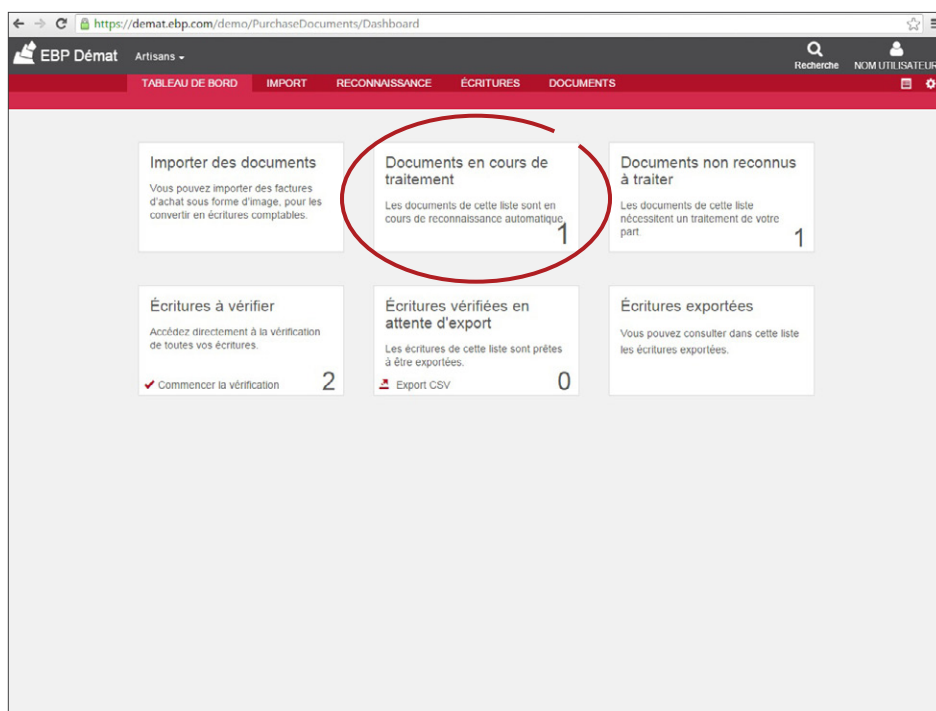 https://demat.ebp.com/demo/PurchaseDocuments/Dashboard
EBP Démat Artisans
Recherche NOM UTILISATEUR
TABLEAU DE BORD IMPORT RECONNAISSANCE ÉCRITURES DOCUMENTS
Importer des documents
Vous pouvez importer des factures
d'achat sous forme d'image, pour les
convertir en écritures comptables.
Documents en cours de
traitement
Les documents de cette liste sont en
cours de reconnaissance automatique
1
Documents non reconnus
à traiter
Les documents de cette liste
nécessitent un traitement de votre
part.
1
Écritures à vérifier
Accédez directement à la vérification
de toutes vos écritures.
Commencer la vérification 2
Écritures vérifiées en
attente d'export
Les écritures de cette liste sont prêtes
à être exportées.
Export CSV 0
Écritures exportées
Vous pouvez consulter dans cette liste
les écritures exportées.